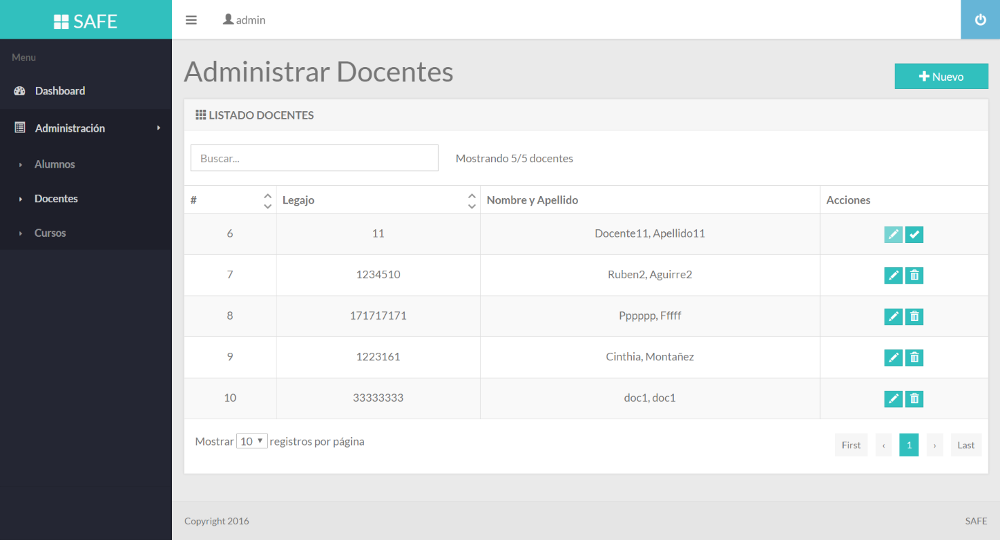 SAFE
admin
Menu
Dashboard
Administración
Alumnos
Docentes
Cursos
Administrar Docentes
Nuevo
LISTADO DOCENTES
Buscar...
Mostrando 5/5 docentes
# Legajo Nombre y Apellido Acciones
6 11 Docente11, Apellido11
7 1234510 Ruben2, Aguirre2
8 171717171 Pppppp, Fffff
9 1223161 Cinthia, Montañez
10 33333333 doc1, doc1
Mostrar 10 registros por página
First ‹ 1 › Last
Copyright 2016 SAFE